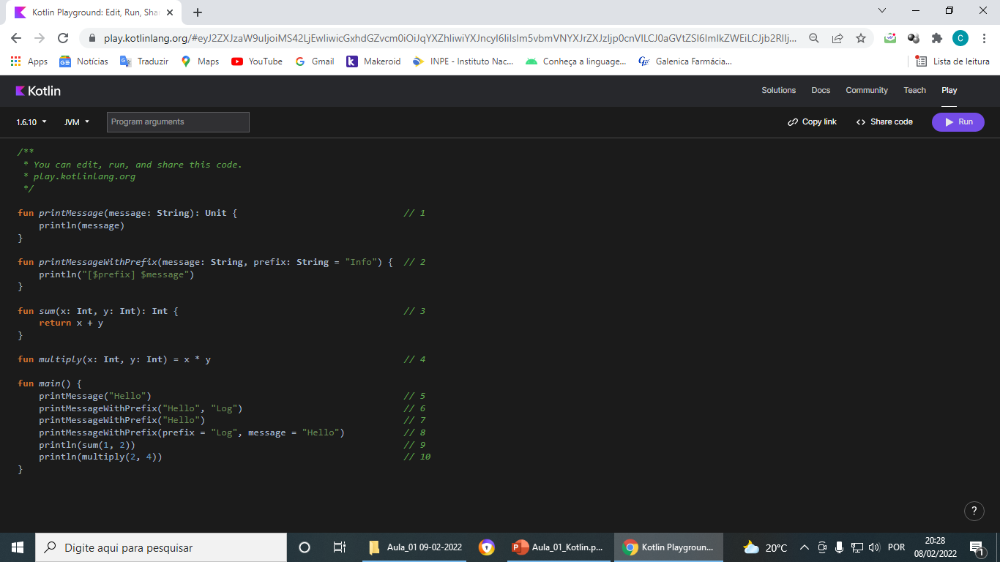 Kotlin Playground: Edit, Run, Sha
play.kotlinlang.org/
Apps Notícias Traduzir Maps YouTube Gmail Makeroid INPE - Instituto Nac... Conheça a linguage... Galenica Farmácia... Lista de leitura
Kotlin Solutions Docs Community Teach Play
1.6.10 JVM Program arguments Copy link Share code Run
/**
 * You can edit, run, and share this code.
 * play.kotlinlang.org
 */
fun printMessage(message: String): Unit { // 1
    println(message)
}
fun printMessageWithPrefix(message: String, prefix: String = "Info") { // 2
    println("[$prefix] $message")
}
fun sum(x: Int, y: Int): Int { // 3
    return x + y
}
fun multiply(x: Int, y: Int) = x * y // 4
fun main() {
    printMessage("Hello") // 5
    printMessageWithPrefix("Hello", "Log") // 6
    printMessageWithPrefix("Hello") // 7
    printMessageWithPrefix(prefix = "Log", message = "Hello") // 8
    println(sum(1, 2)) // 9
    println(multiply(2, 4)) // 10
}
?
Digite aqui para pesquisar Aula_01 09-02-2022 Aula_01_Kotlin.p... Kotlin Playgroun... 20°C POR 20:28
08/02/2022 1